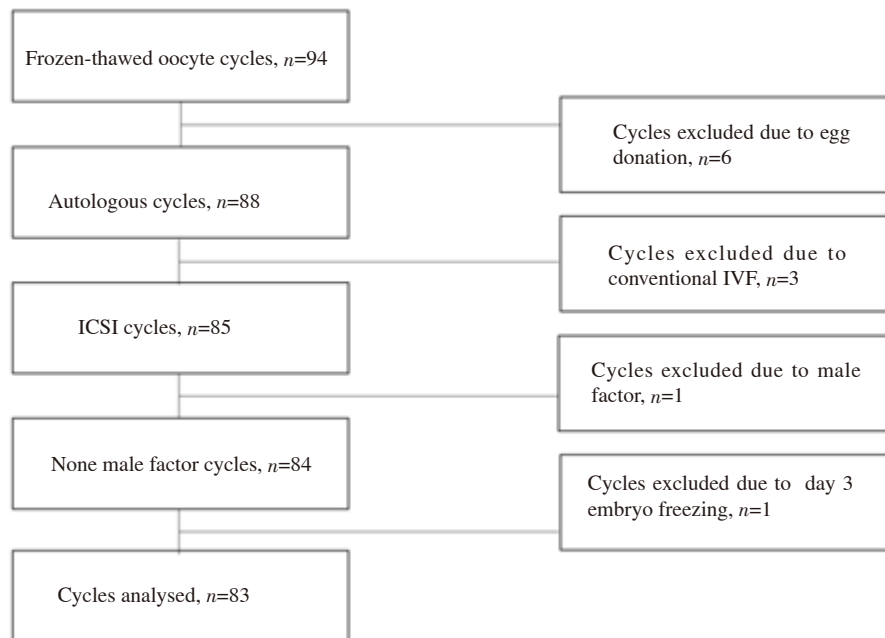 Frozen-thawed oocyte cycles, n=94
Cycles excluded due to egg
donation, n=6
Autologous cycles, n=88
Cycles excluded due to
conventional IVF, n=3
ICSI cycles, n=85
Cycles excluded due to male
factor, n=1
None male factor cycles, n=84
Cycles excluded due to day 3
embryo freezing, n=1
Cycles analysed, n=83